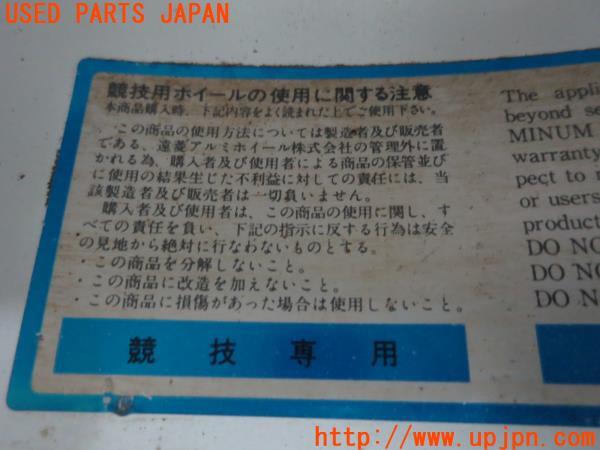 USED PARTS JAPAN
競技用ホイールの使用に関する注意
本商品購入時、下記内容をよく読まれた上でご使用下さい。
この商品の使用方法については製造者及び販売者
である、遠菱アルミホイール株式会社の管理外に置
かれる為、購入者及び使用者による商品の保管並び
に使用の結果生じた不利益に対しての責任には、当
該製造者及び販売者は一切負いません。
購入者及び使用者は、この商品の使用に関し、す
べての責任を負い、下記の指示に反する行為は安全
の見地から絶対に行なわないものとする。
・この商品を分解しないこと。
・この商品に改造を加えないこと。
・この商品に損傷があった場合は使用しないこと。
競技専用
The appli
beyond se
MINUM
warranty
pect to
or users
product
DO NO
DO NO
DO N
Aucnet
http://www.upjpn.com/